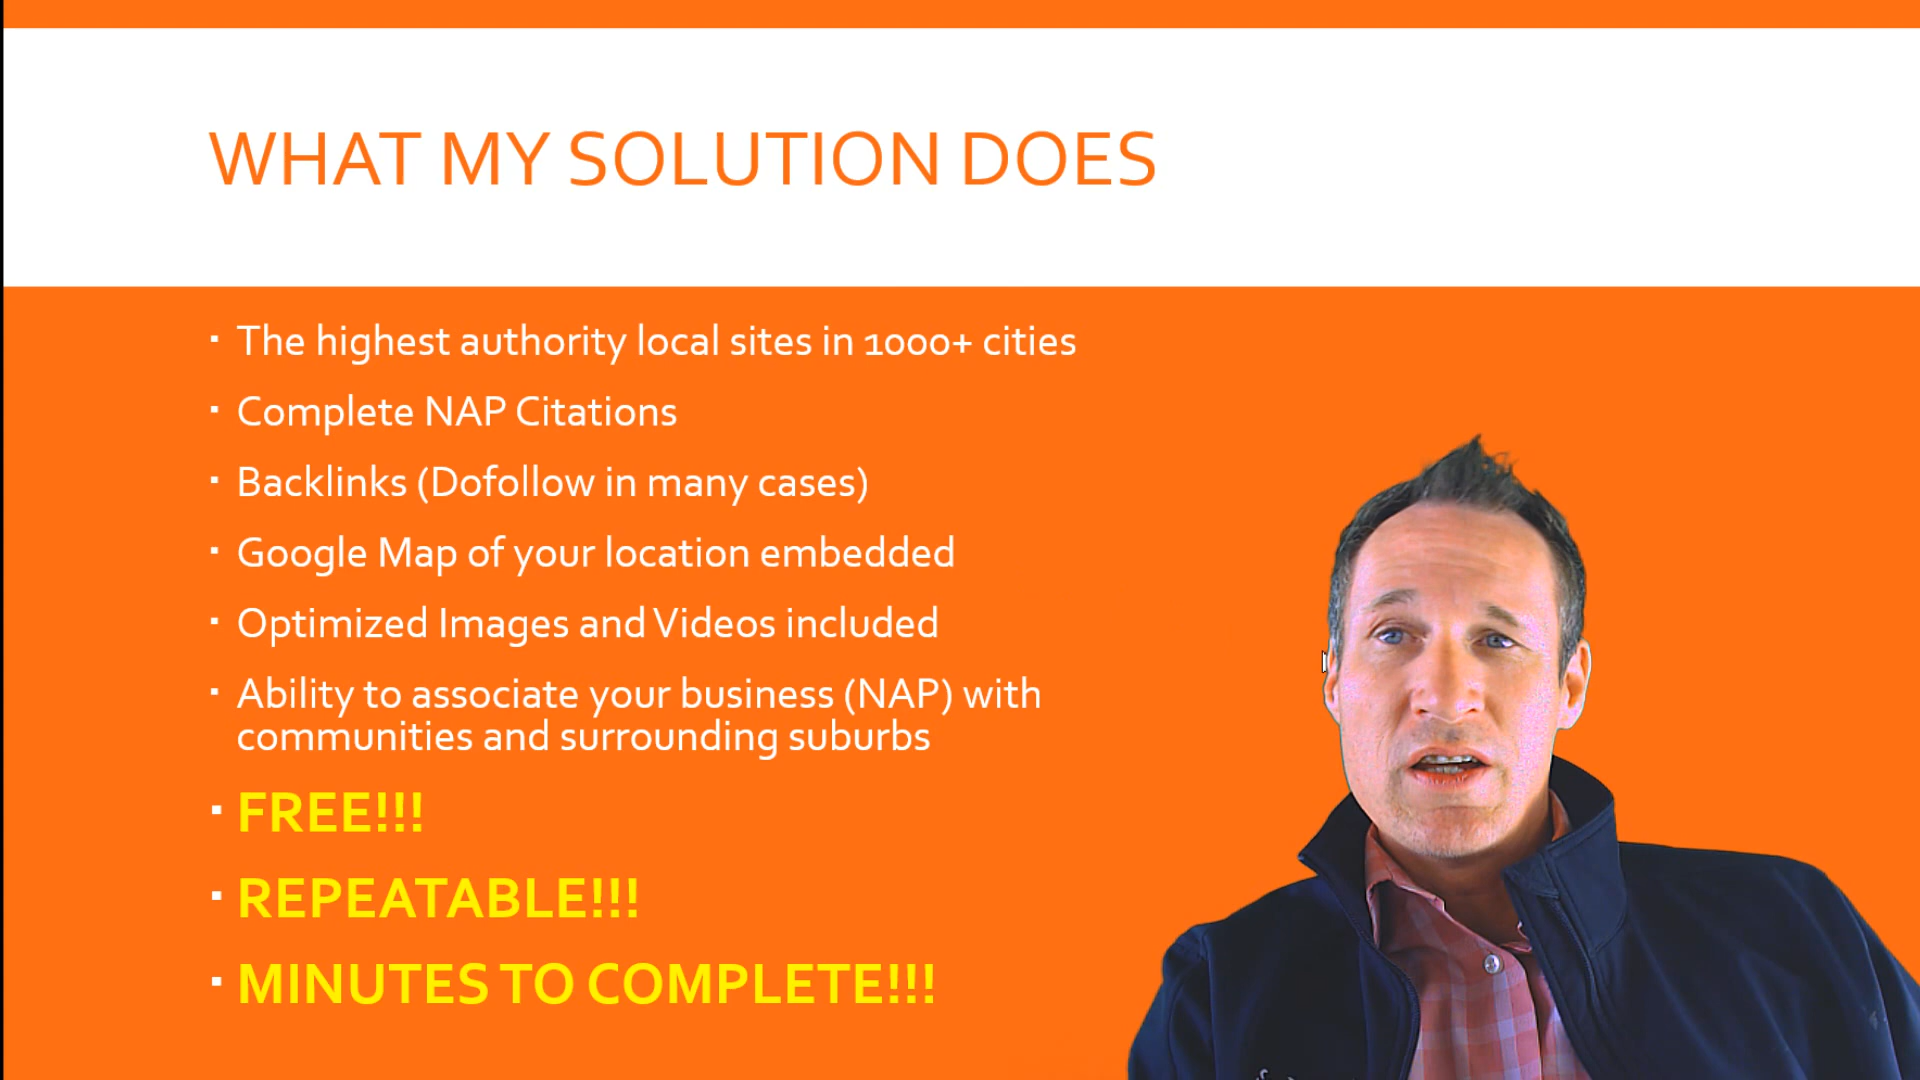 WHAT MY SOLUTION DOES
▪ The highest authority local sites in 1000+ cities
▪ Complete NAP Citations
▪ Backlinks (Dofollow in many cases)
▪ Google Map of your location embedded
▪ Optimized Images and Videos included
▪ Ability to associate your business (NAP) with
communities and surrounding suburbs
▪ FREE!!!
▪ REPEATABLE!!!
▪ MINUTES TO COMPLETE!!!